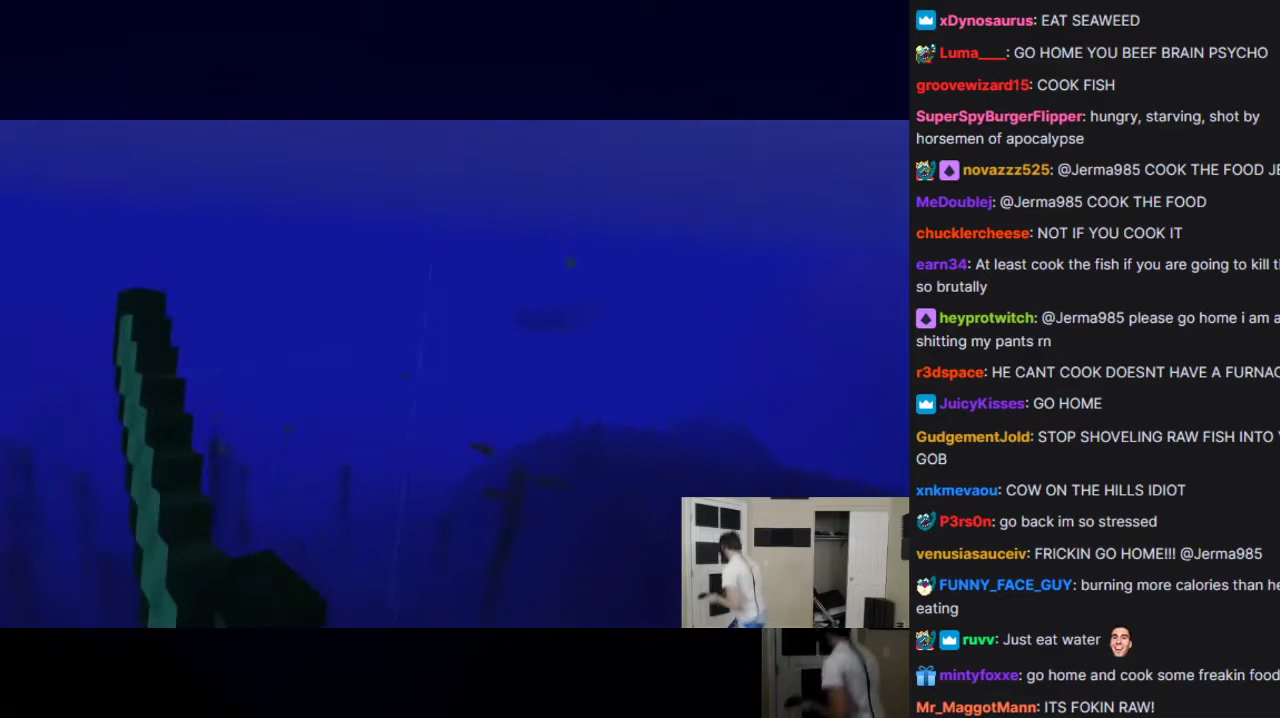 xDynosaurus: EAT SEAWEED
Luma____: GO HOME YOU BEEF BRAIN PSYCHO
groovewizard15: COOK FISH
SuperSpyBurgerFlipper: hungry, starving, shot by
horsemen of apocalypse
novazzz525: @Jerma985 COOK THE FOOD JE
MeDoublej: @Jerma985 COOK THE FOOD
chucklercheese: NOT IF YOU COOK IT
earn34: At least cook the fish if you are going to kill
so brutally
heyprotwitch: @Jerma985 please go home i am a
shitting my pants rn
r3dspace: HE CANT COOK DOESNT HAVE A FURNAC
JuicyKisses: GO HOME
GudgementJold: STOP SHOVELING RAW FISH INTO
GOB
xnkmevaou: COW ON THE HILLS IDIOT
P3rs0n: go back im so stressed
venusiasauceiv: FRICKIN GO HOME!!! @Jerma985
FUNNY_FACE_GUY: burning more calories than he
eating
ruvv: Just eat water
mintyfoxxe: go home and cook some freakin food
Mr_MaggotMann: ITS FOKIN RAW!